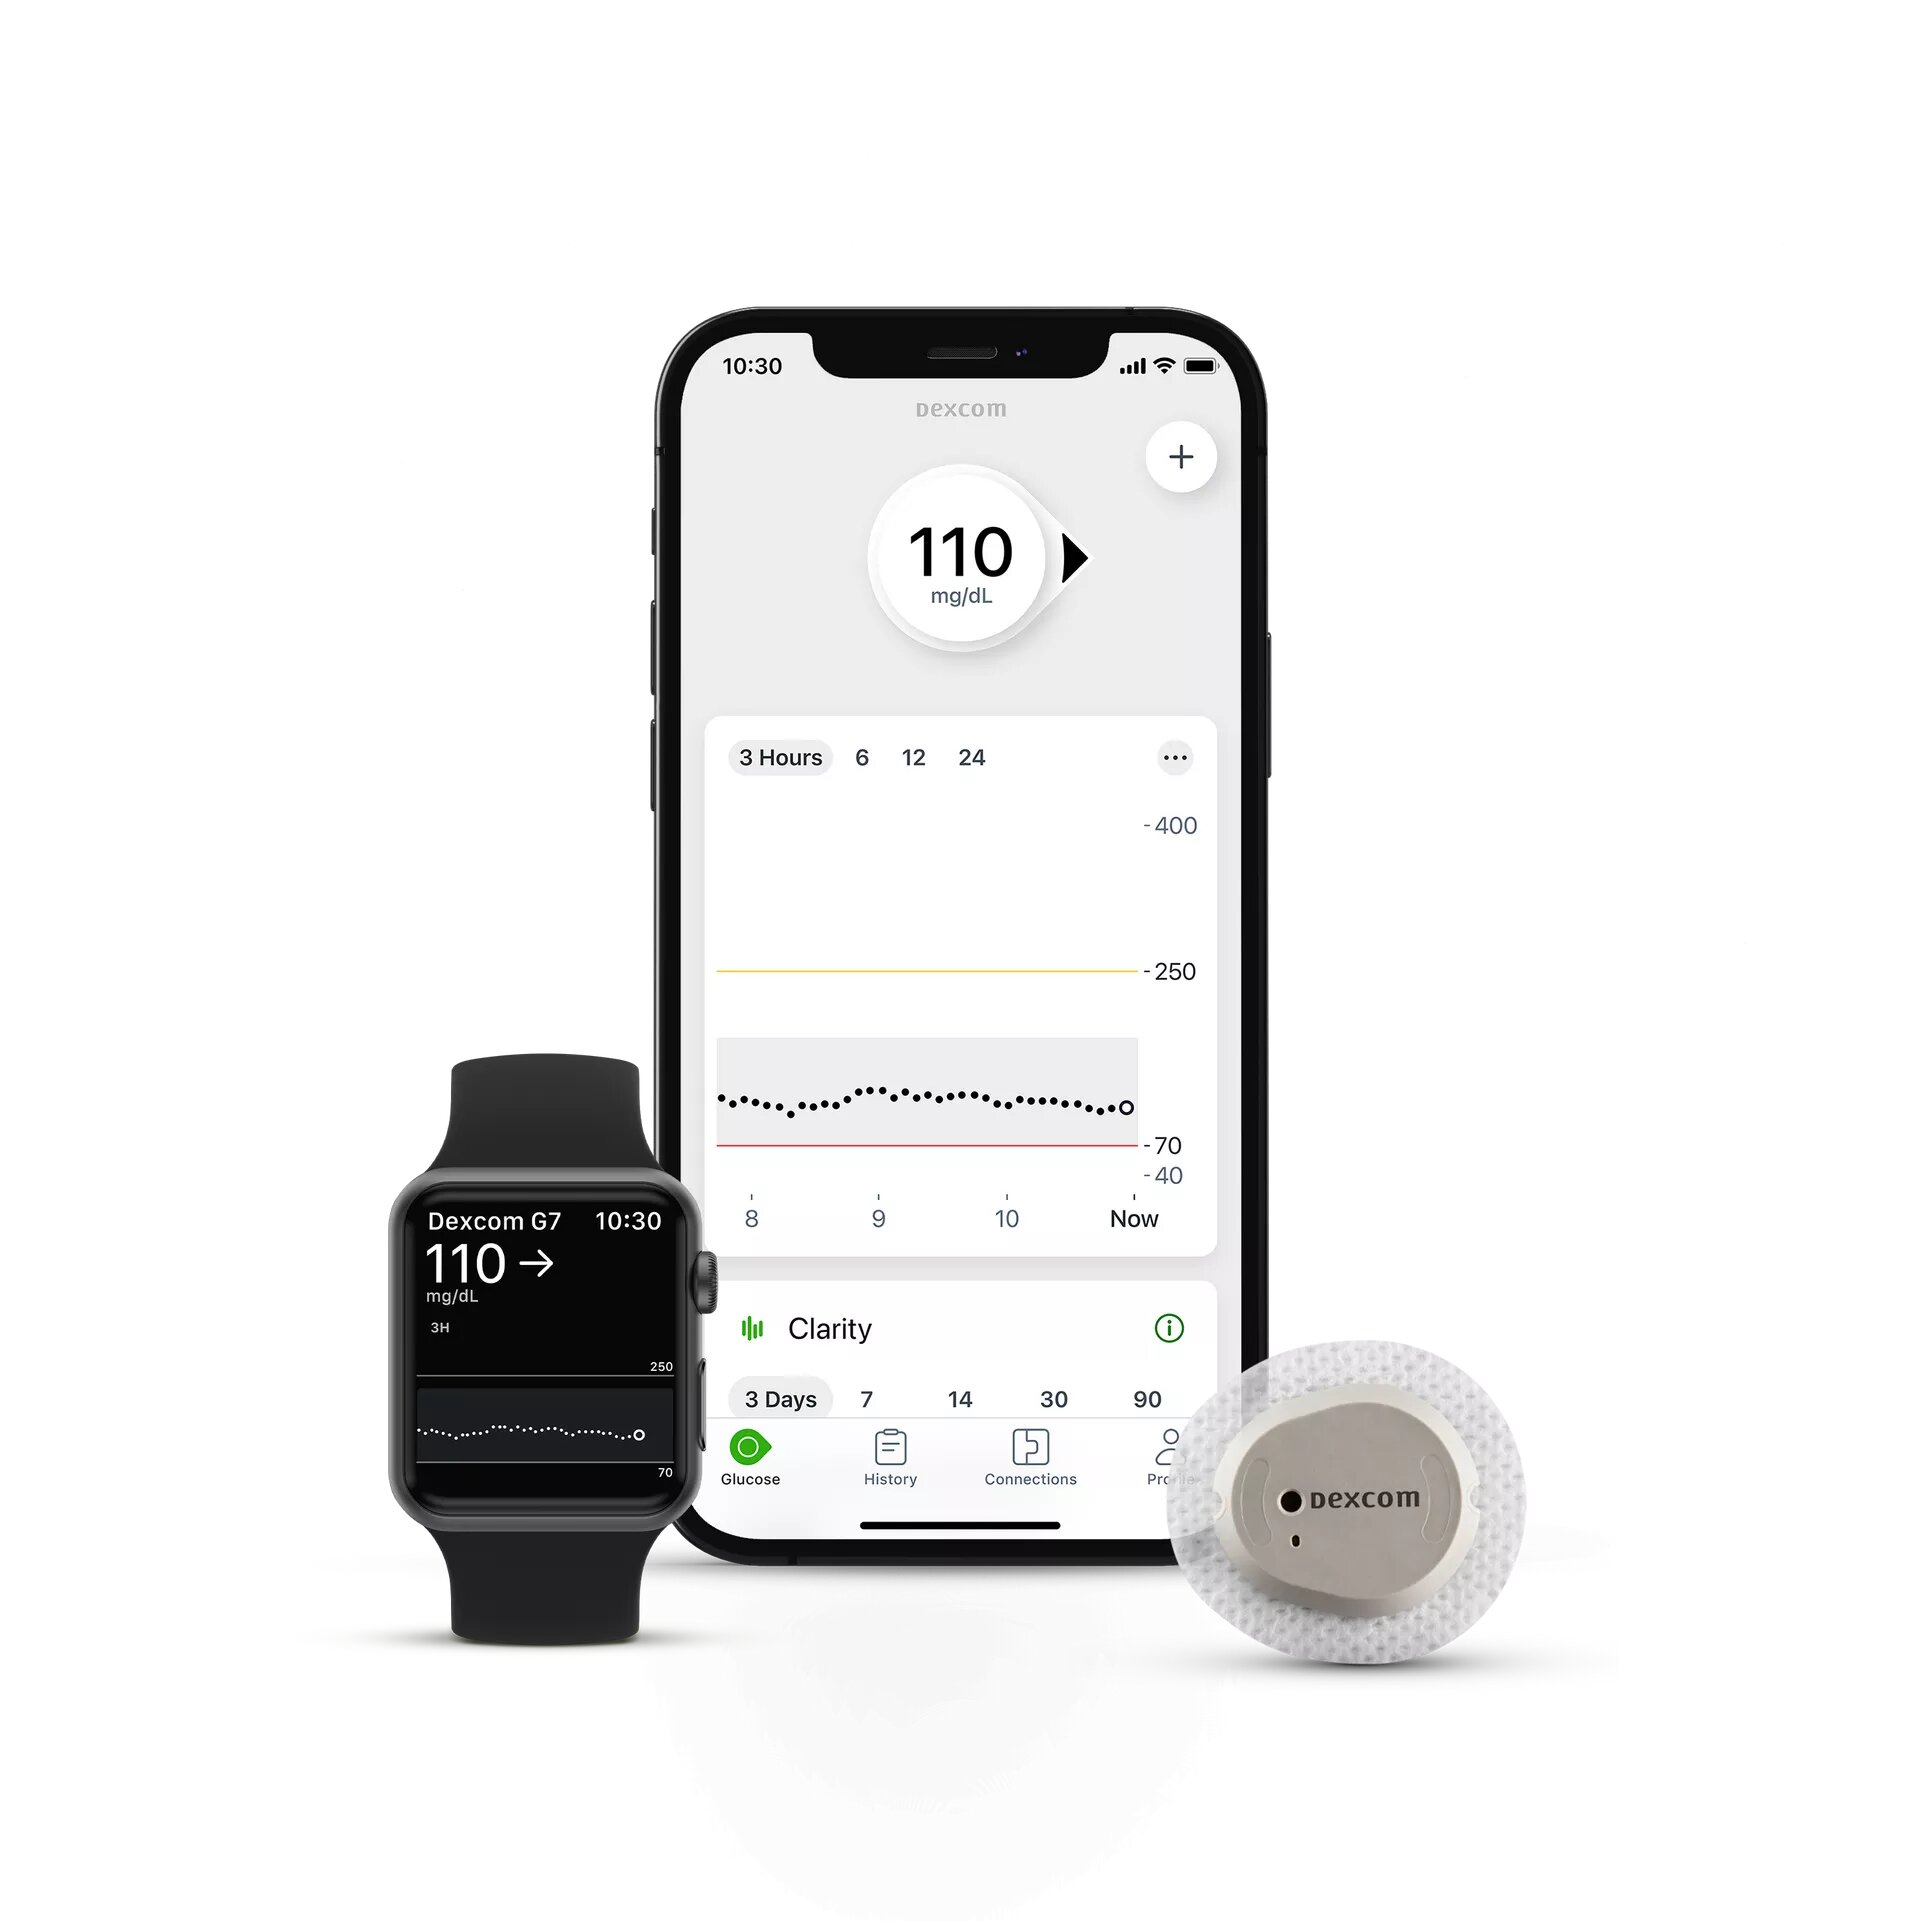 10:30
Dexcom
+
110
mg/dL
3 Hours 6 12 24
-400
-250
-70
-40
8 9 10 Now
Clarity
3 Days 7 14 30 90
Glucose History Connections Profile
Dexcom G7 10:30
110 →
mg/dL
3H
250
70
Dexcom